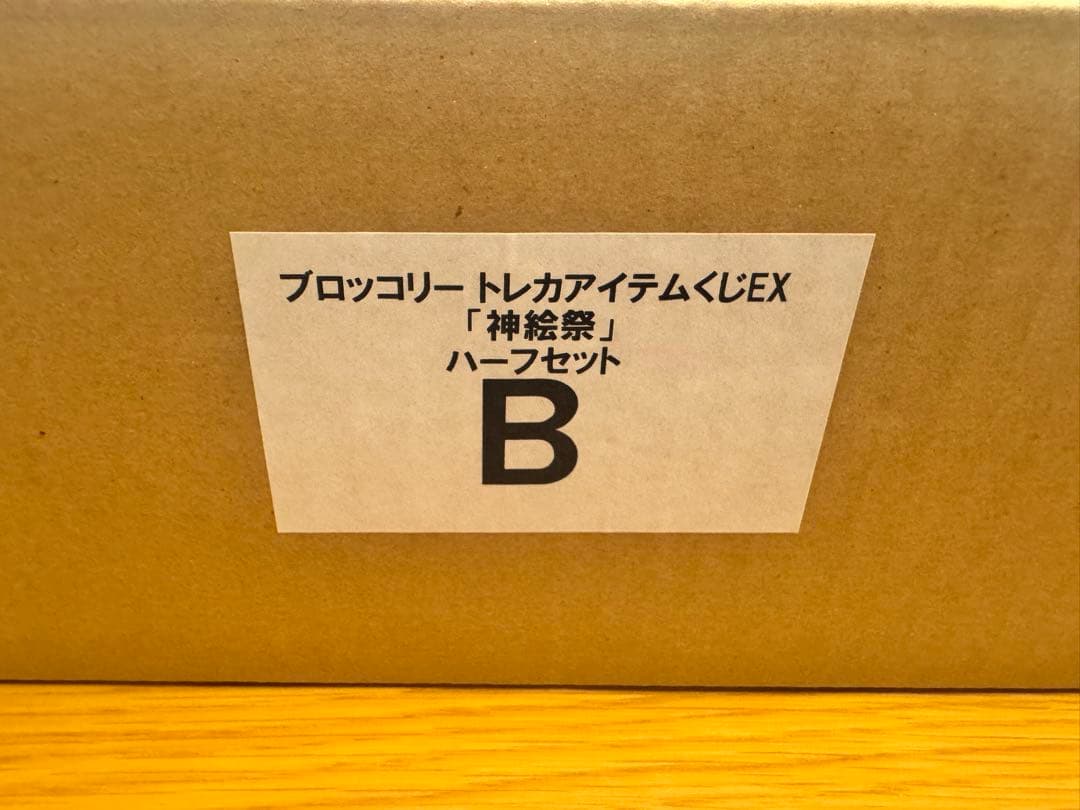 ブロッコリー トレカアイテムくじEX
「神絵祭」
ハーフセット
B